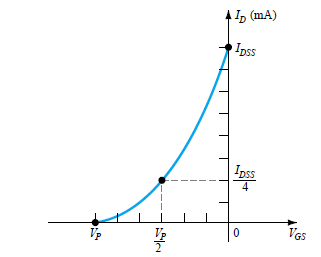 I_D (mA)
I_DSS
I_DSS
4
V_P
V_P
2
0
V_GS